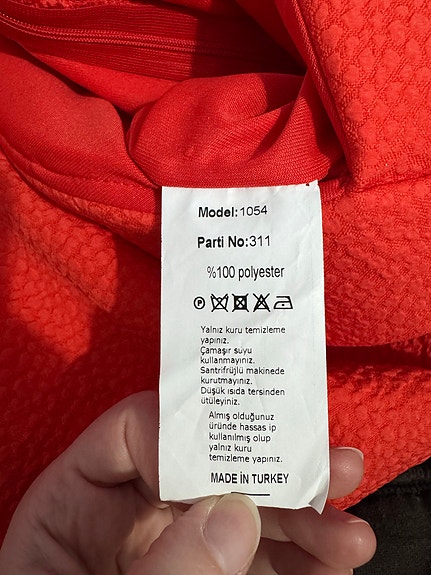 Model:1054
Parti No:311
%100 polyester
P
Yalnız kuru temizleme
yapınız.
Çamaşır suyu
kullanmayınız.
Santrifrüjlü makinede
kurutmayınız.
Düşük ısıda tersinden
ütüleyiniz.
Almış olduğunuz
üründe hassas ip
kullanılmış olup
yalnız kuru
temizleme yapınız.
MADE İN TURKEY